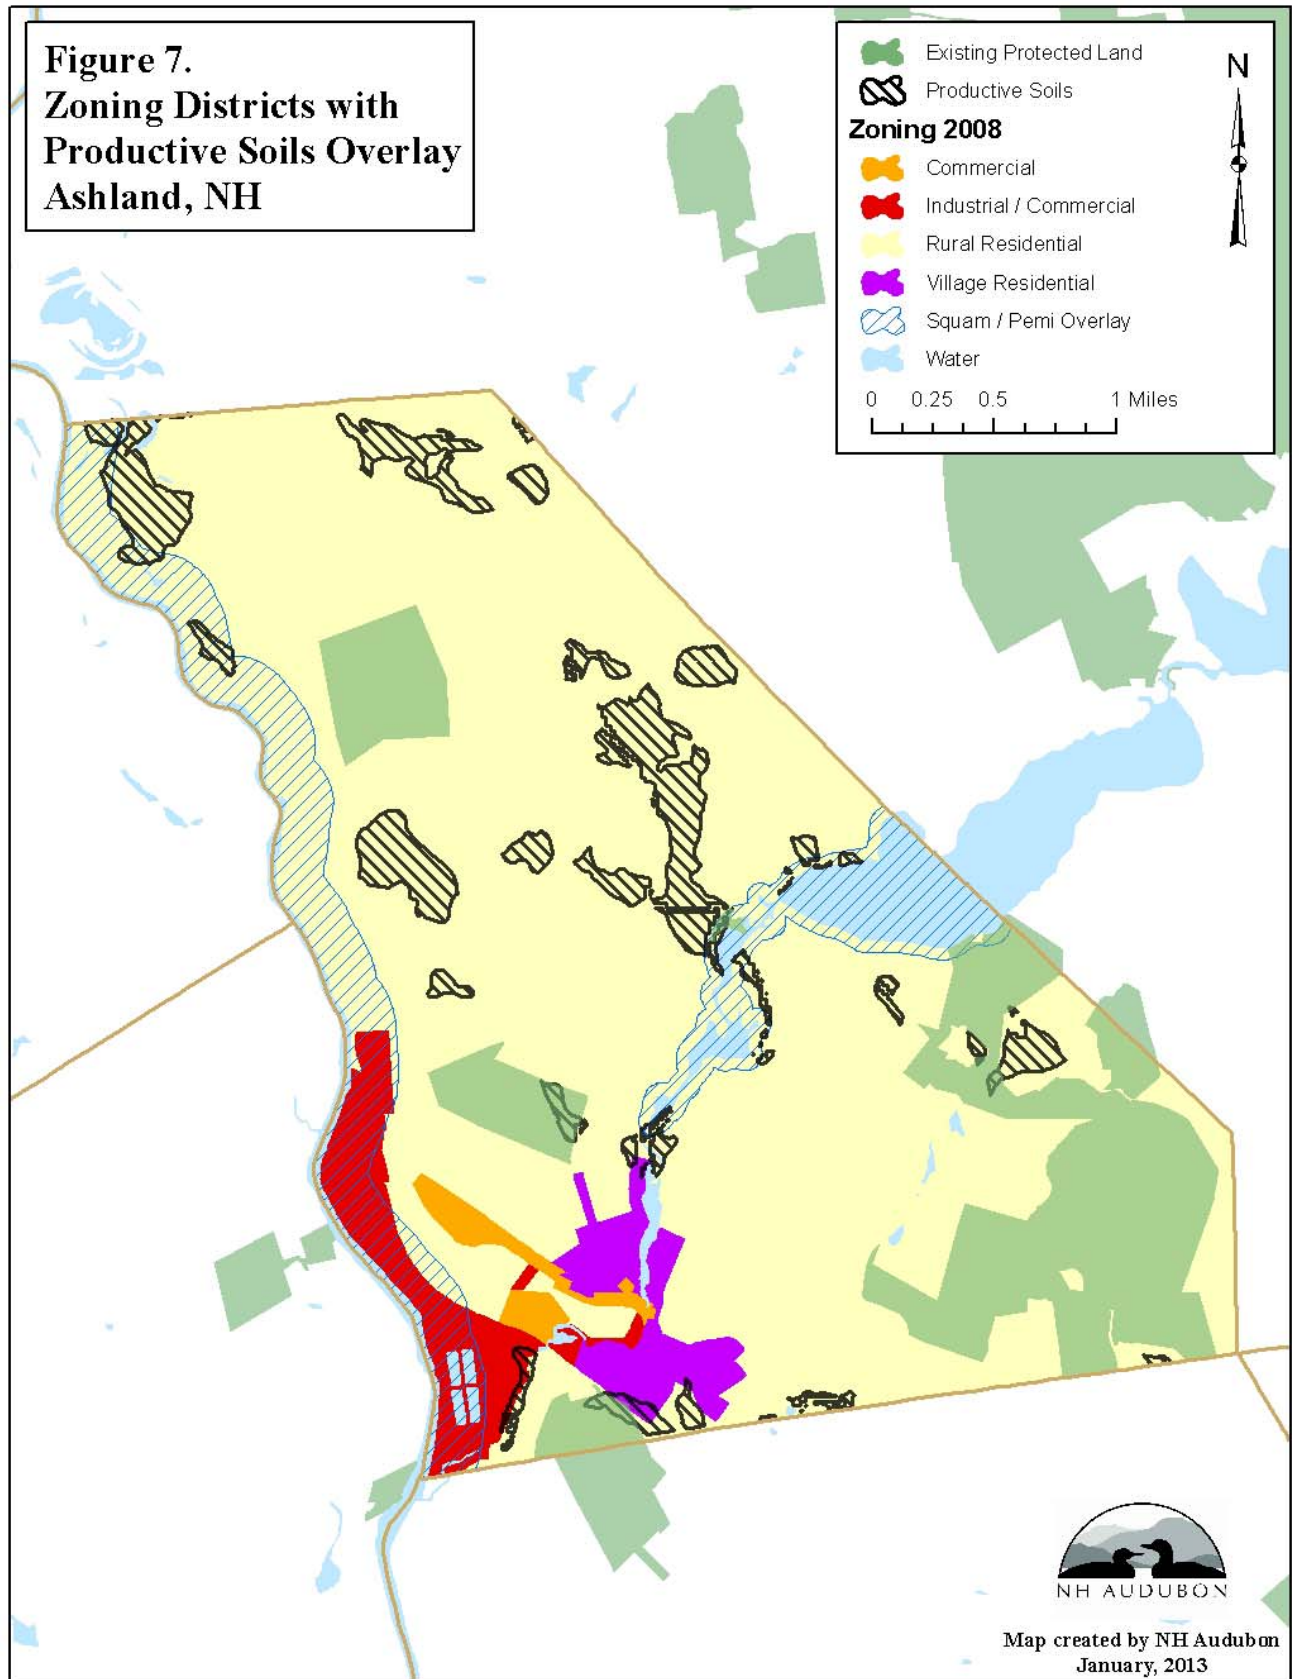 Figure 7.
Zoning Districts with
Productive Soils Overlay
Ashland, NH
Existing Protected Land
Productive Soils
Zoning 2008
Commercial
Industrial / Commercial
Rural Residential
Village Residential
Squam / Pemi Overlay
Water
0 0.25 0.5 1 Miles
N
NH AUDUBON
Map created by NH Audubon
January, 2013